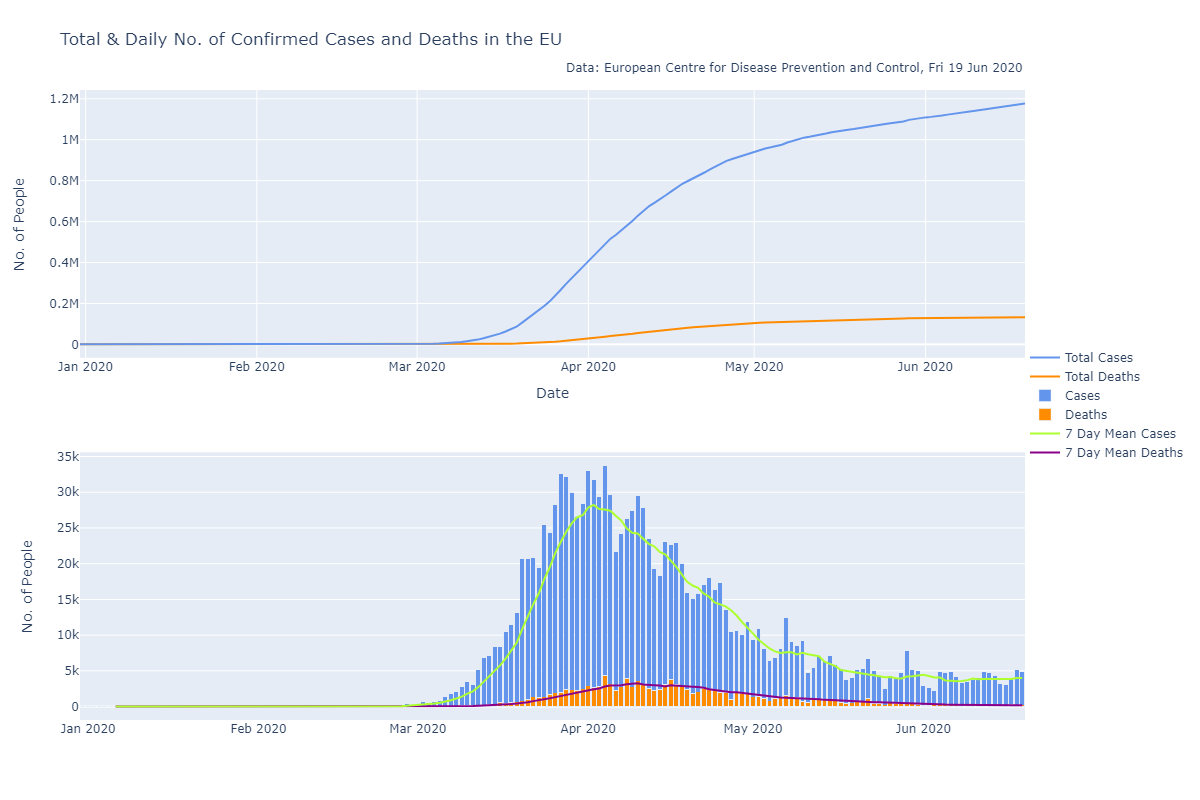 Total & Daily No. of Confirmed Cases and Deaths in the EU
Data: European Centre for Disease Prevention and Control, Fri 19 Jun 2020
1.2M
1M
0.8M
0.6M
0.4M
0.2M
0
No. of People
Jan 2020 Feb 2020 Mar 2020 Apr 2020 May 2020 Jun 2020
Date
Total Cases
Total Deaths
Cases
Deaths
7 Day Mean Cases
7 Day Mean Deaths
35k
30k
25k
20k
15k
10k
5k
0
No. of People
Jan 2020 Feb 2020 Mar 2020 Apr 2020 May 2020 Jun 2020